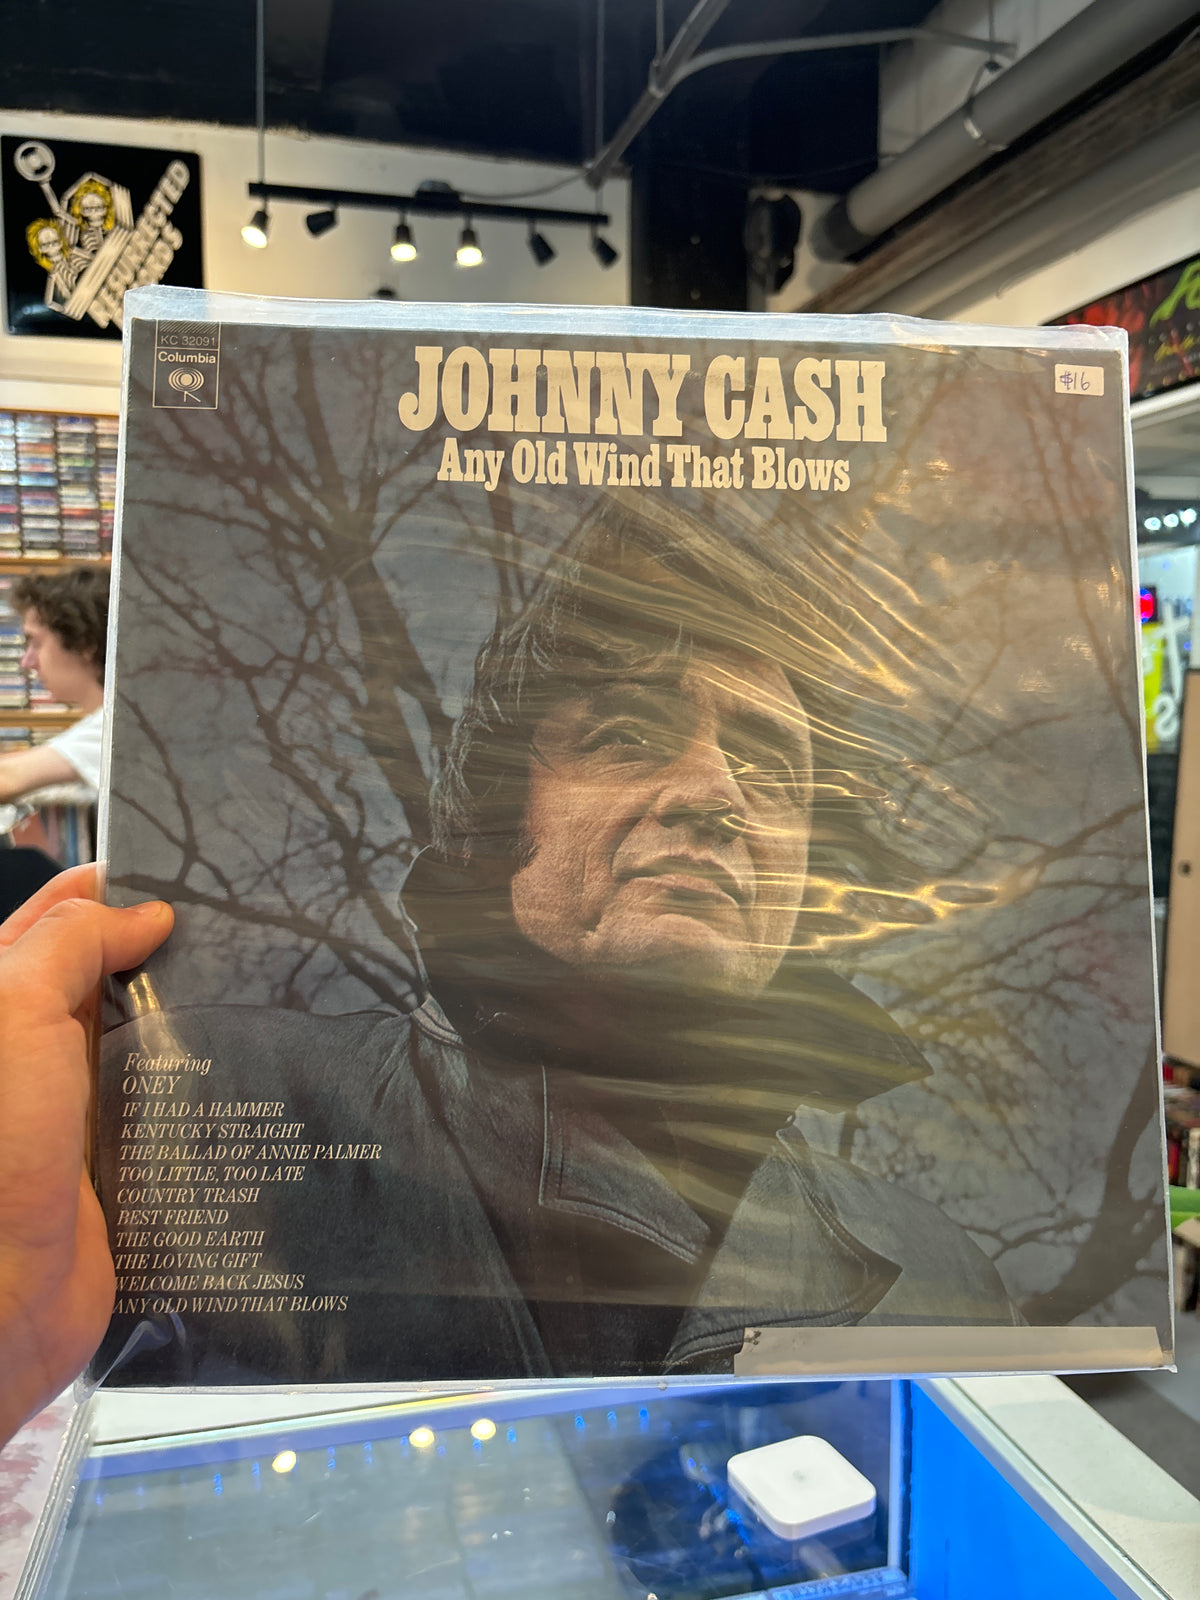 RESURRECTED
RECORDS
KC 32091
Columbia
JOHNNY CASH
Any Old Wind That Blows
$16
Featuring
ONEY
IF I HAD A HAMMER
KENTUCKY STRAIGHT
THE BALLAD OF ANNIE PALMER
TOO LITTLE, TOO LATE
COUNTRY TRASH
BEST FRIEND
THE GOOD EARTH
THE LOVING GIFT
WELCOME BACK JESUS
ANY OLD WIND THAT BLOWS